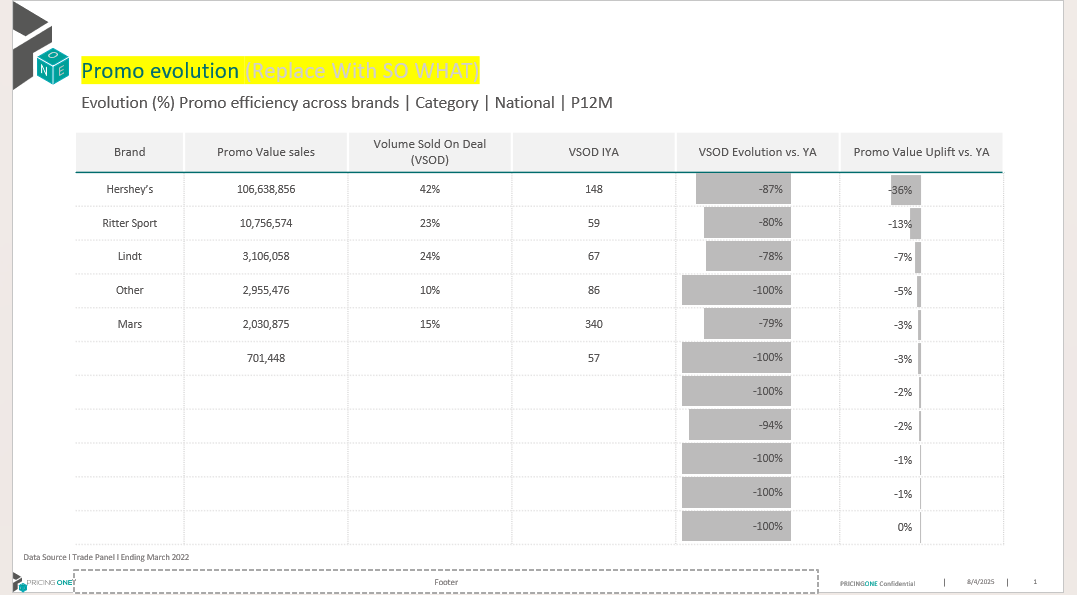 O
N E
Promo evolution (Replace With SO WHAT)
Evolution (%) Promo efficiency across brands | Category | National | P12M
Brand Promo Value sales Volume Sold On Deal (VSOD) VSOD IYA VSOD Evolution vs. YA Promo Value Uplift vs. YA
Hershey's 106,638,856 42% 148 -87% -36%
Ritter Sport 10,756,574 23% 59 -80% -13%
Lindt 3,106,058 24% 67 -78% -7%
Other 2,955,476 10% 86 -100% -5%
Mars 2,030,875 15% 340 -79% -3%
701,448 57 -100% -3%
-100% -2%
-94% -2%
-100% -1%
-100% -1%
-100% 0%
Data Source I Trade Panel I Ending March 2022
PRICING ONE Footer PRICINGONE Confidential | 8/4/2025 | 1